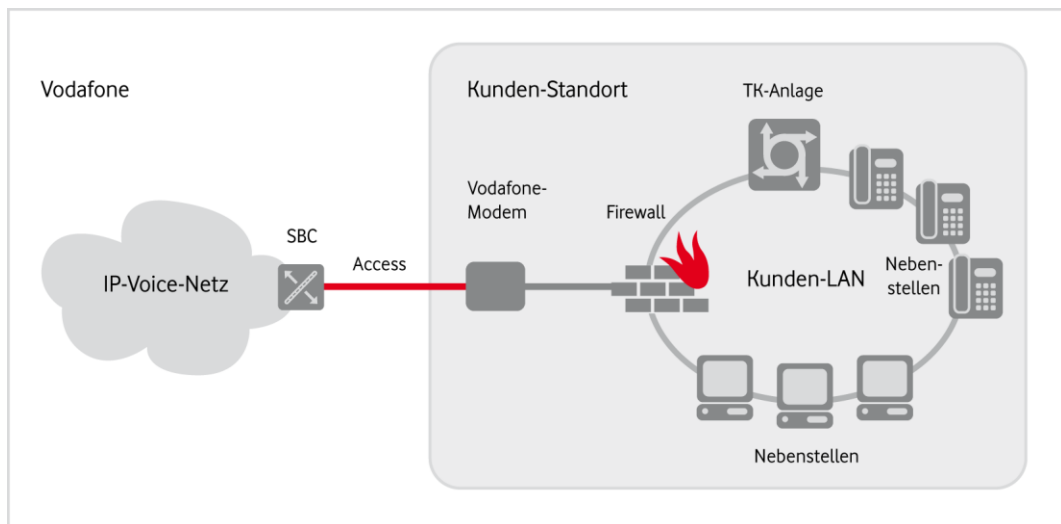 Vodafone
Kunden-Standort
TK-Anlage
Vodafone-
Modem
Firewall
SBC
Access
IP-Voice-Netz
Kunden-LAN
Neben-
stellen
Nebenstellen